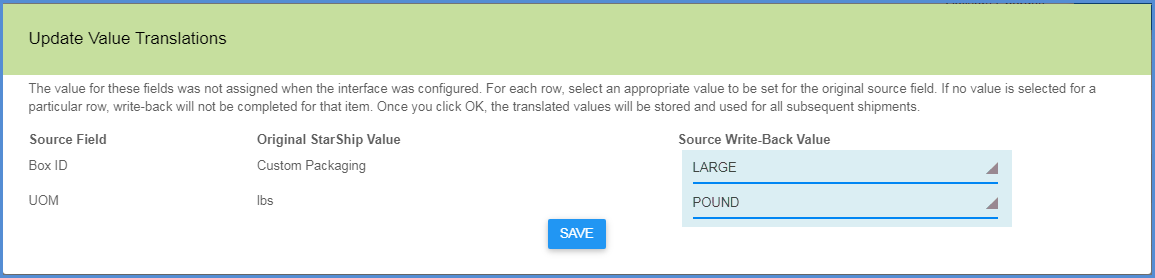 Update Value Translations
The value for these fields was not assigned when the interface was configured. For each row, select an appropriate value to be set for the original source field. If no value is selected for a
particular row, write-back will not be completed for that item. Once you click OK, the translated values will be stored and used for all subsequent shipments.
Source Field Original StarShip Value Source Write-Back Value
Box ID Custom Packaging LARGE
UOM lbs POUND
SAVE